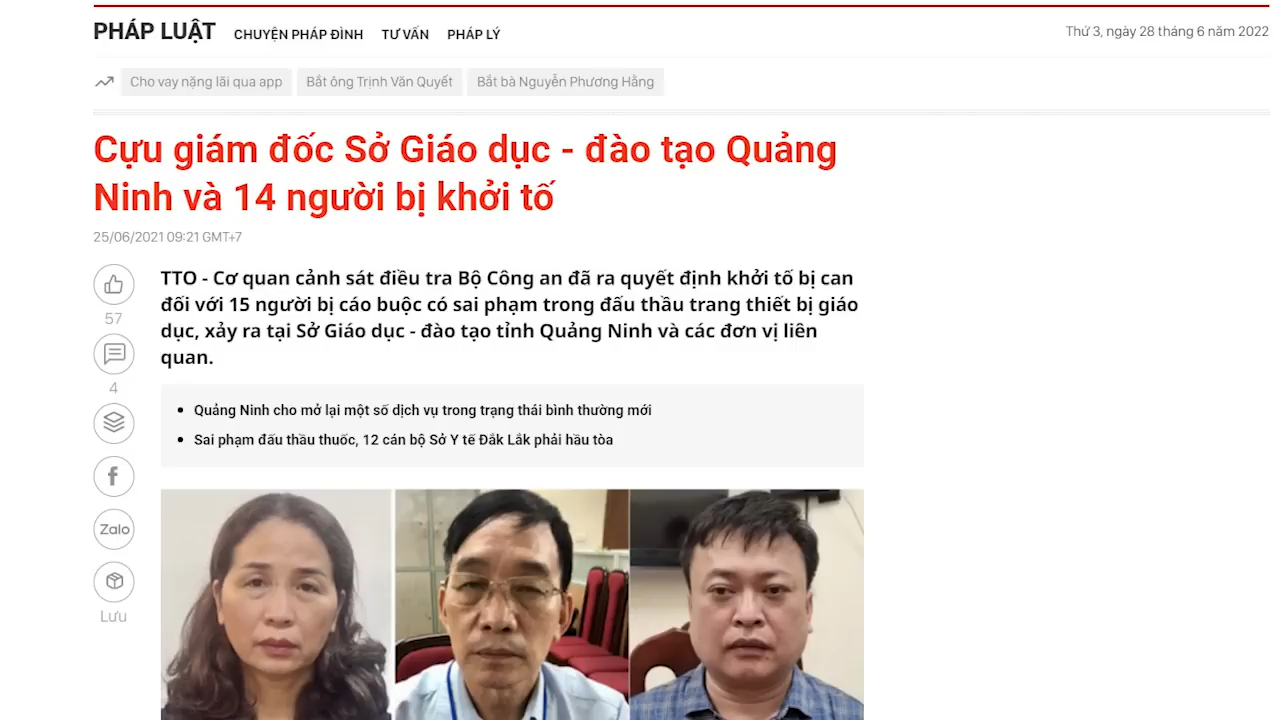 PHÁP LUẬT CHUYỆN PHÁP ĐÌNH TƯ VẤN PHÁP LÝ Thứ 3, ngày 28 tháng 6 năm 2022
Cho vay nặng lãi qua app Bắt ông Trịnh Văn Quyết Bắt bà Nguyễn Phương Hằng
Cựu giám đốc Sở Giáo dục - đào tạo Quảng
Ninh và 14 người bị khởi tố
25/06/2021 09:21 GMT+7
TTO - Cơ quan cảnh sát điều tra Bộ Công an đã ra quyết định khởi tố bị can
đối với 15 người bị cáo buộc có sai phạm trong đấu thầu trang thiết bị giáo
dục, xảy ra tại Sở Giáo dục - đào tạo tỉnh Quảng Ninh và các đơn vị liên
quan.
57
4
Quảng Ninh cho mở lại một số dịch vụ trong trạng thái bình thường mới
Sai phạm đấu thầu thuốc, 12 cán bộ Sở Y tế Đắk Lắk phải hầu tòa
f
Zalo
Lưu